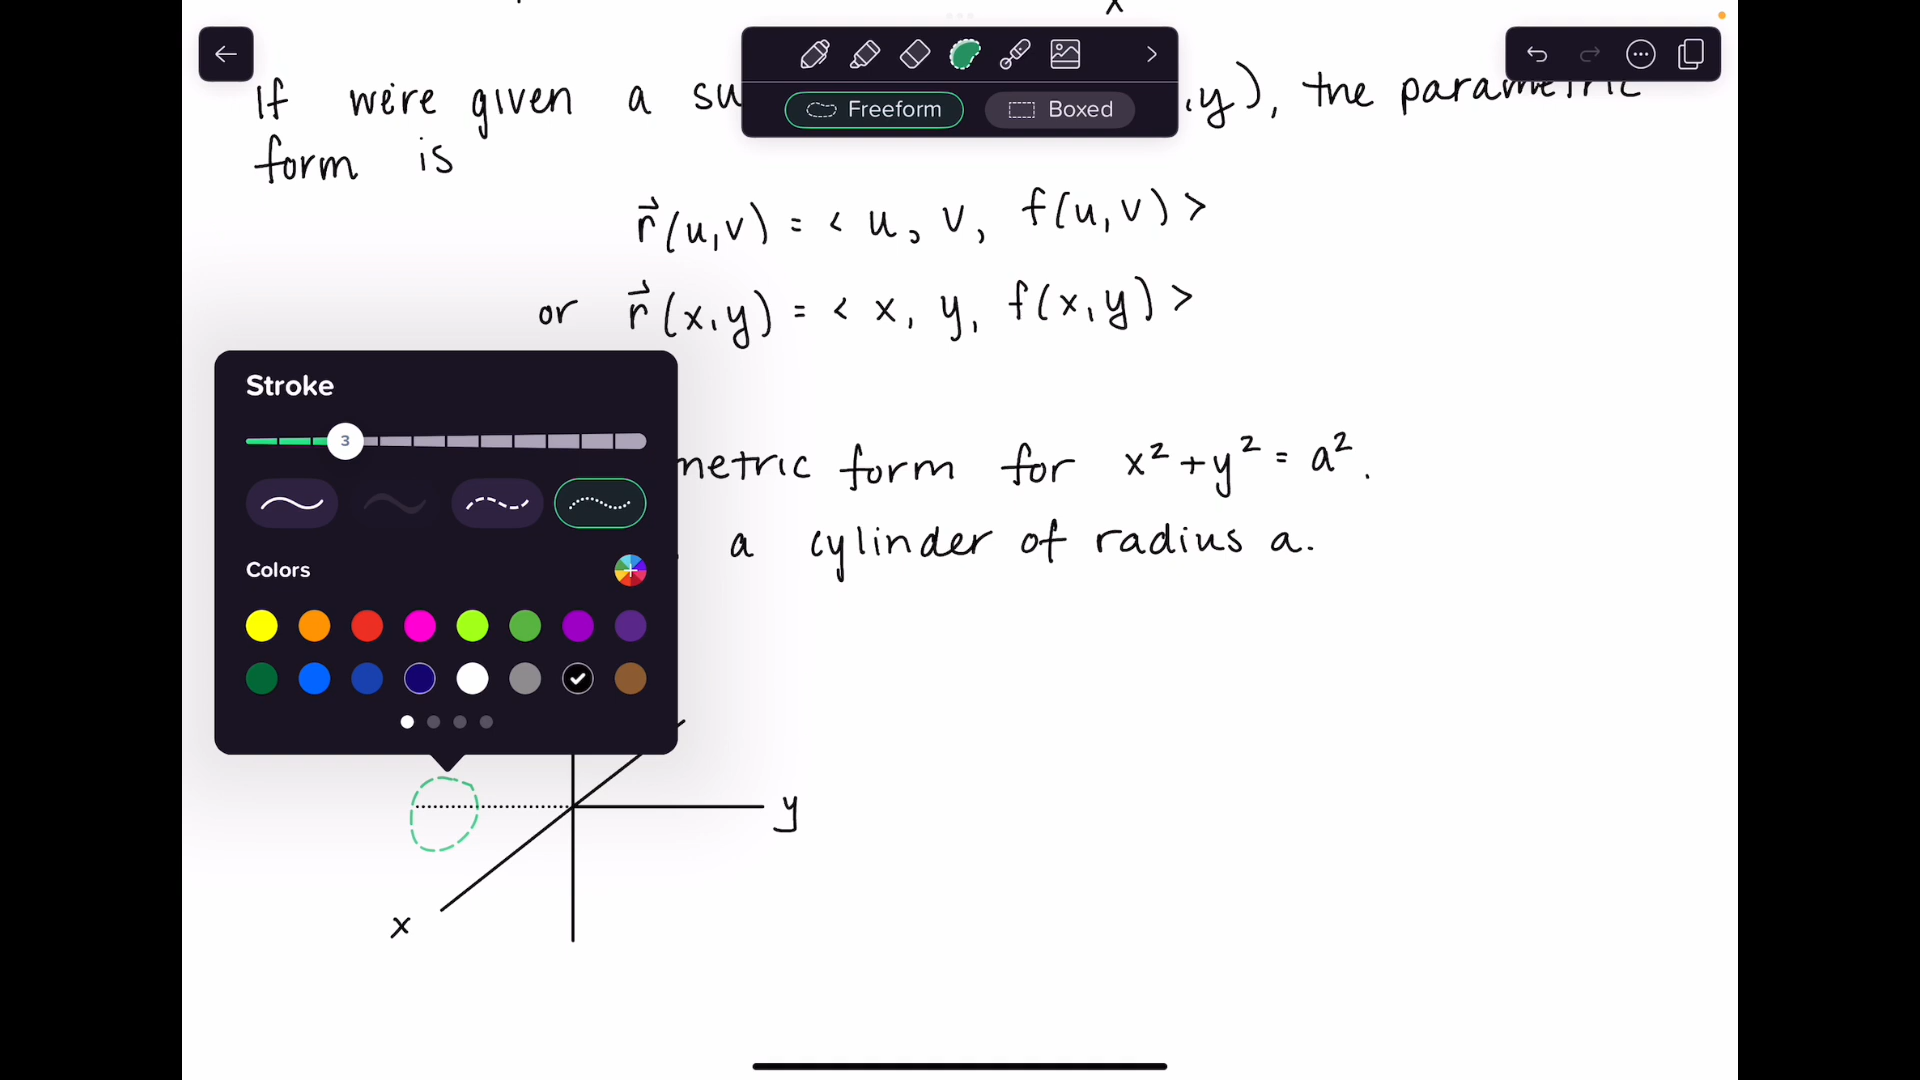 x
If we're given a su ,y), the parametric
form is
r⃗(u,v) = < u, v, f(u,v) >
or r⃗(x,y) = < x, y, f(x,y) >
metric form for x² + y² = a².
a cylinder of radius a.
y
x
Freeform
Boxed
Stroke
3
Colors